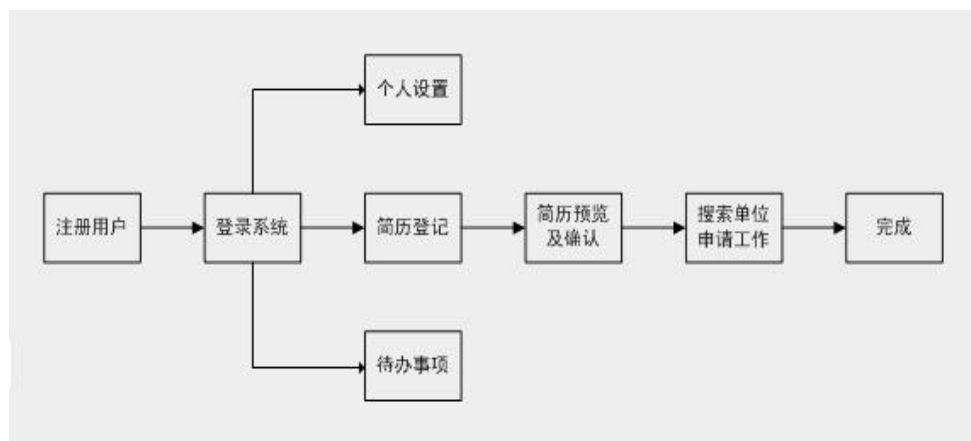 个人设置
注册用户
登录系统
简历登记
简历预览
及确认
搜索单位
申请工作
完成
待办事项